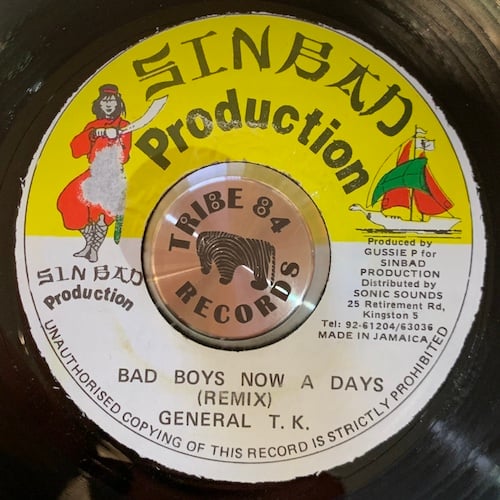 SINBAD
Production
TRIBE 84
RECORDS
SINBAD
Production
Produced by
GUSSIE P for
SINBAD
PRODUCTION
Distributed by
SONIC SOUNDS
25 Retirement Rd,
Kingston 5
Tel: 92-61204/63036
MADE IN JAMAICA
BAD BOYS NOW A DAYS
(REMIX)
GENERAL T. K.
UNAUTHORISED COPYING OF THIS RECORD IS STRICTLY PROHIBITED